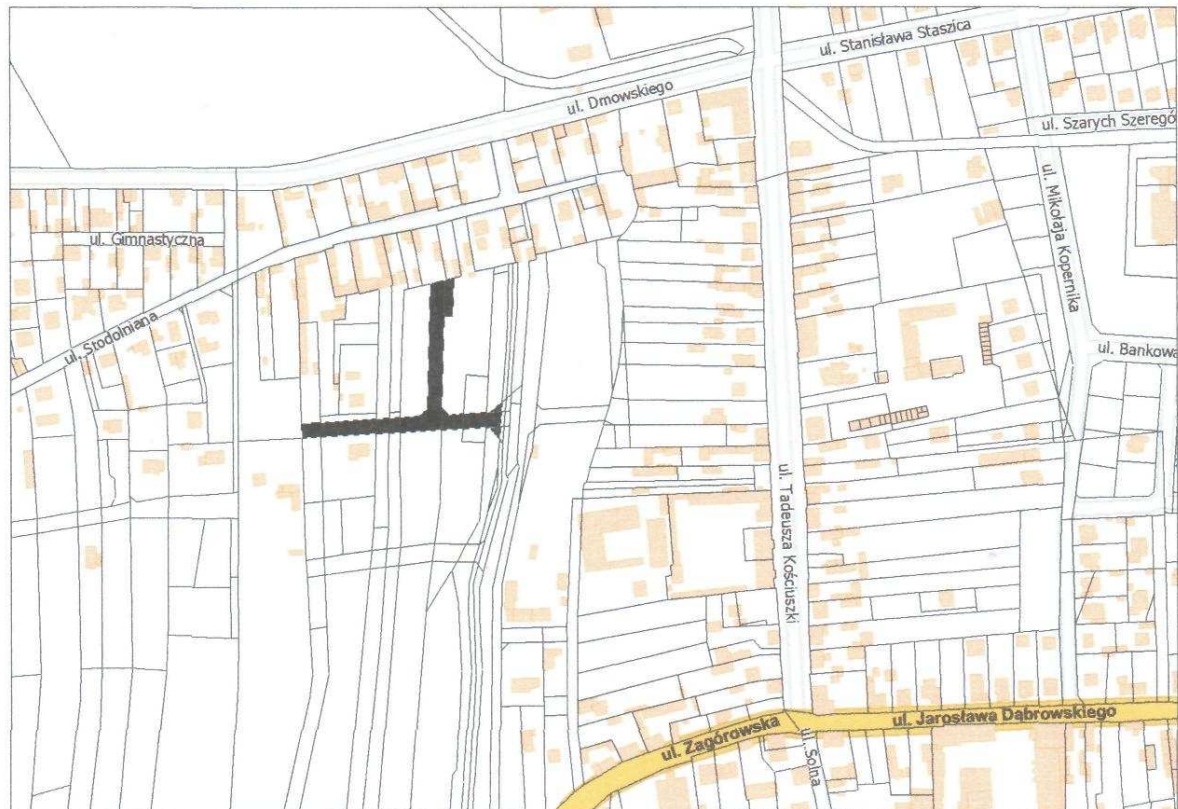 ul. Stanisława Staszica
ul. Dmowskiego
ul. Szarych Szeregó
ul. Mikołaja Kopernika
ul. Gimnastyczna
ul. Stodolniana
ul. Bankowa
ul. Tadeusza Kościuszki
ul. Jarosława Dąbrowskiego
ul. Zagórowska
ul. Solna